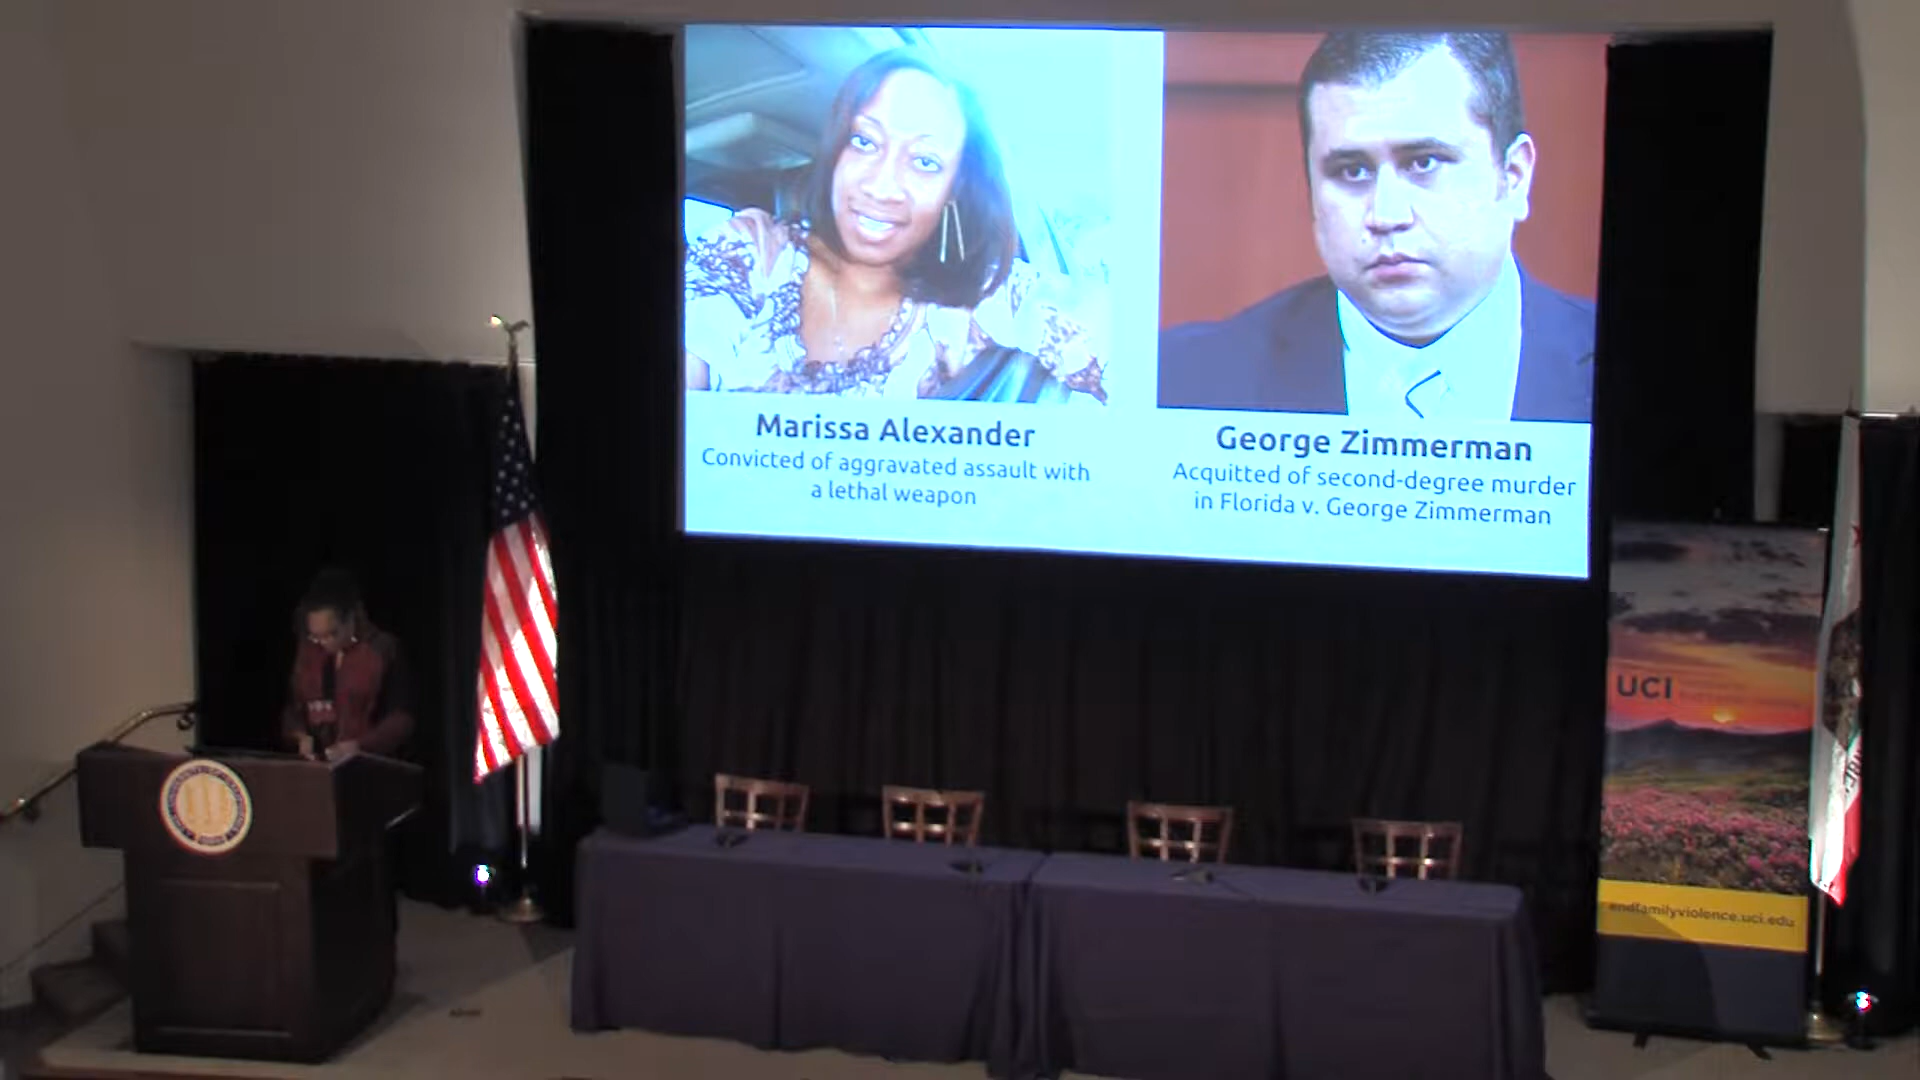 Marissa Alexander
Convicted of aggravated assault with
a lethal weapon
George Zimmerman
Acquitted of second-degree murder
in Florida v. George Zimmerman
UCI
endfamilyviolence.uci.edu